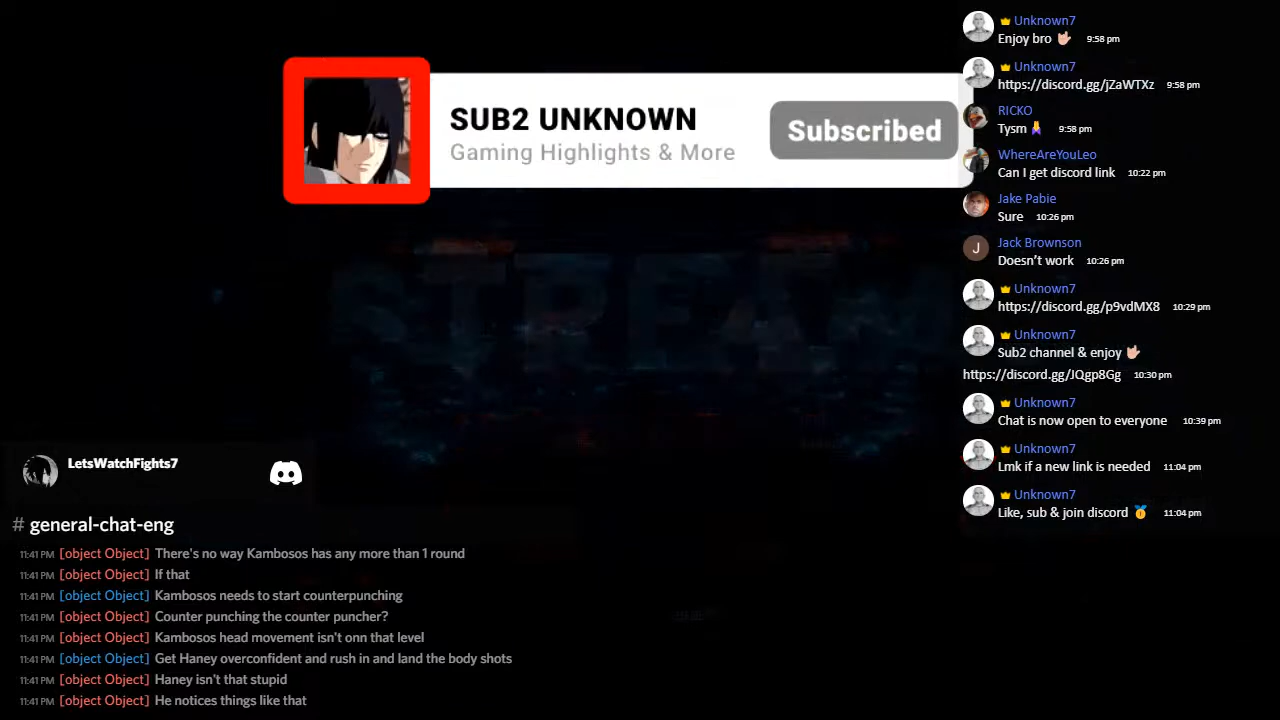 SUB2 UNKNOWN
Gaming Highlights & More
Subscribed
STREAM
Unknown7
Enjoy bro 🤟🏻 9:58 pm
Unknown7
https://discord.gg/jZaWTXz 9:58 pm
RICKO
Tysm 9:58 pm
WhereAreYouLeo
Can I get discord link 10:22 pm
Jake Pabie
Sure 10:26 pm
J
Jack Brownson
Doesn't work 10:26 pm
Unknown7
https://discord.gg/p9vdMX8 10:29 pm
Unknown7
Sub2 channel & enjoy 🤟🏻
https://discord.gg/JQgp8Gg 10:30 pm
Unknown7
Chat is now open to everyone 10:39 pm
Unknown7
Lmk if a new link is needed 11:04 pm
Unknown7
Like, sub & join discord 🥇 11:04 pm
LetsWatchFights7
# general-chat-eng
11:41 PM [object Object] There's no way Kambosos has any more than 1 round
11:41 PM [object Object] If that
11:41 PM [object Object] Kambosos needs to start counterpunching
11:41 PM [object Object] Counter punching the counter puncher?
11:41 PM [object Object] Kambosos head movement isn't onn that level
11:41 PM [object Object] Get Haney overconfident and rush in and land the body shots
11:41 PM [object Object] Haney isn't that stupid
11:41 PM [object Object] He notices things like that